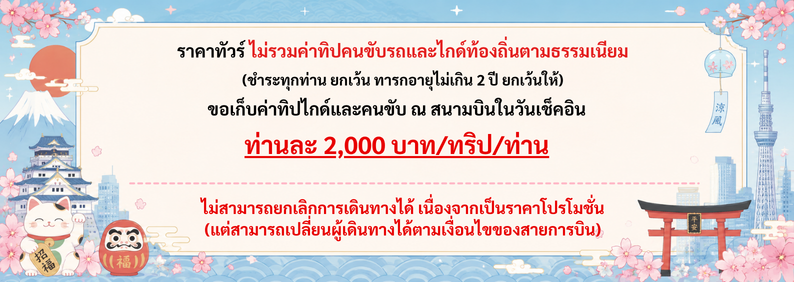 ราคาทัวร์ ไม่รวมค่าทิปคนขับรถและไกด์ท้องถิ่นตามธรรมเนียม
(ชำระทุกท่าน ยกเว้น ทารกอายุไม่เกิน 2 ปี ยกเว้นให้)
ขอเก็บค่าทิปไกด์และคนขับ ณ สนามบินในวันเช็คอิน
ท่านละ 2,000 บาท/ทริป/ท่าน
ไม่สามารถยกเลิกการเดินทางได้ เนื่องจากเป็นราคาโปรโมชั่น
(แต่สามารถเปลี่ยนผู้เดินทางได้ตามเงื่อนไขของสายการบิน)
涼風
招福
福
平安